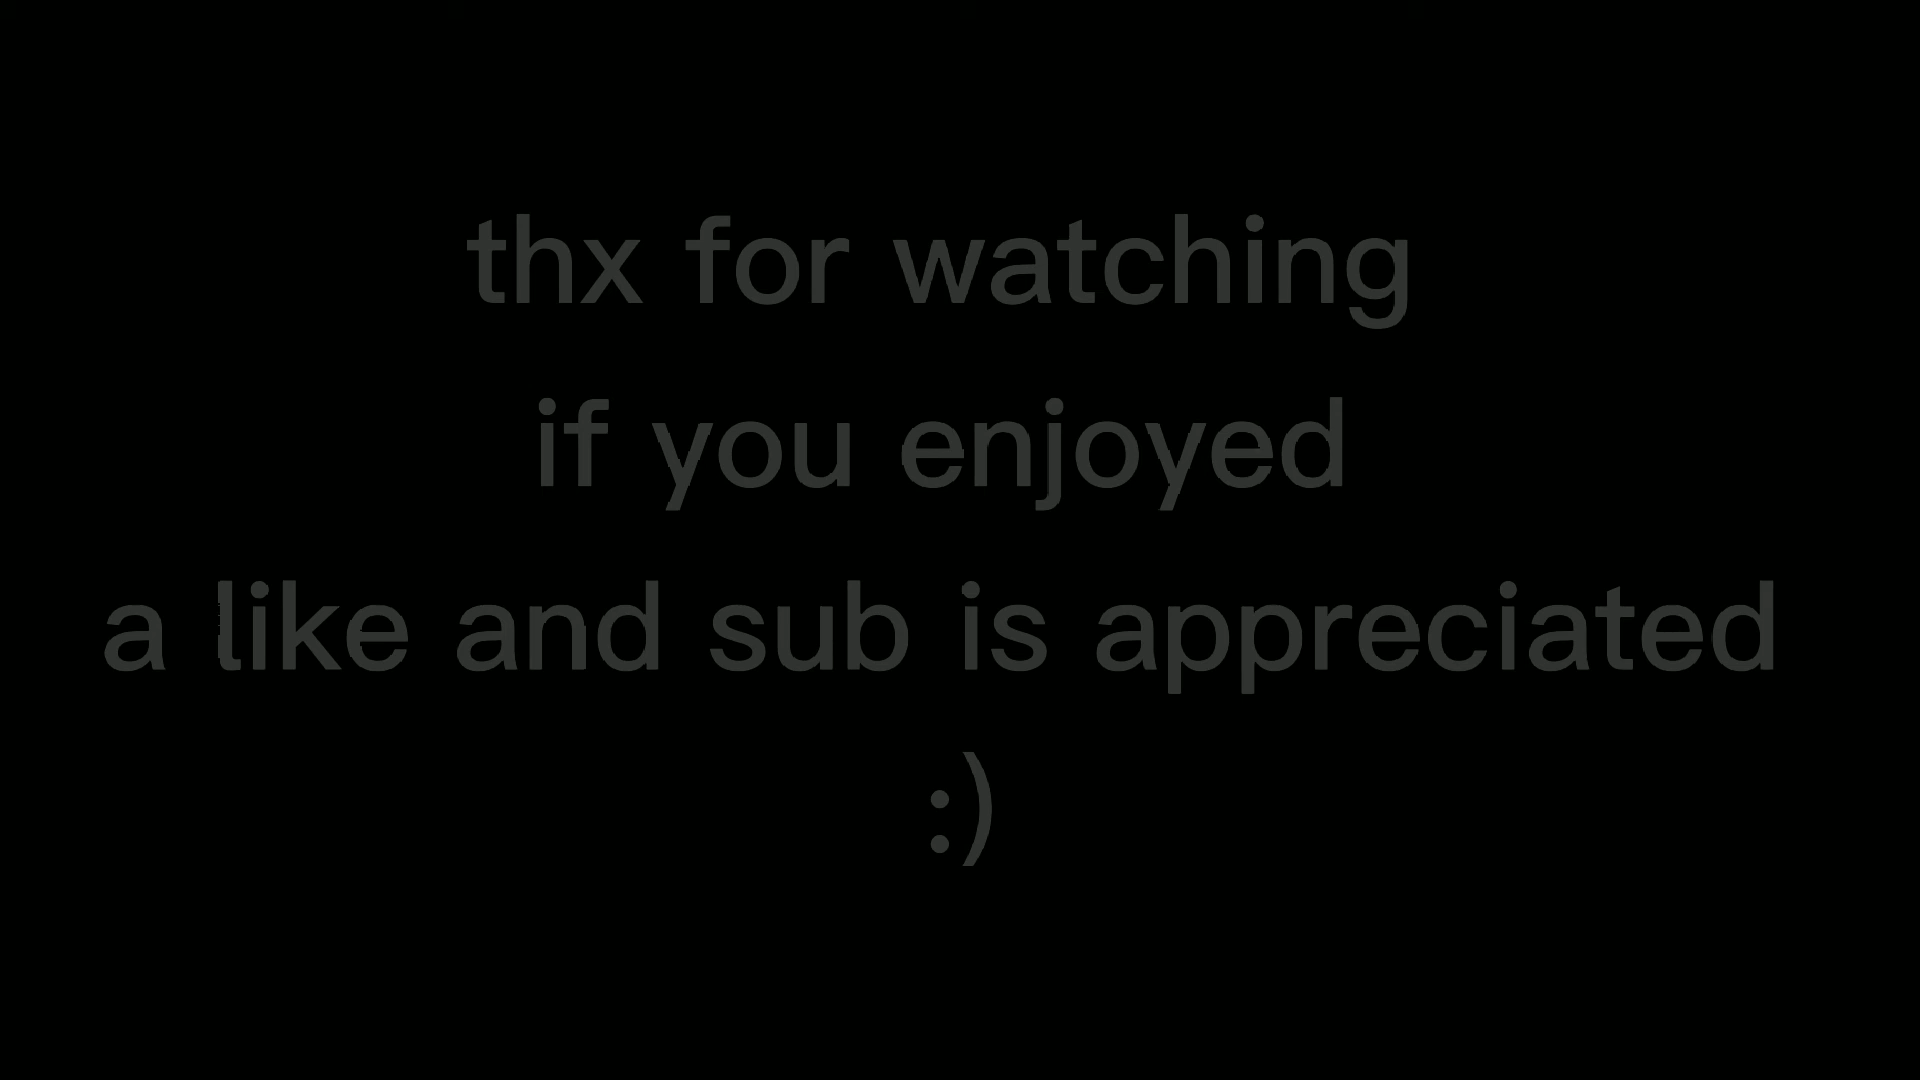 thx for watching
if you enjoyed
a like and sub is appreciated
:)